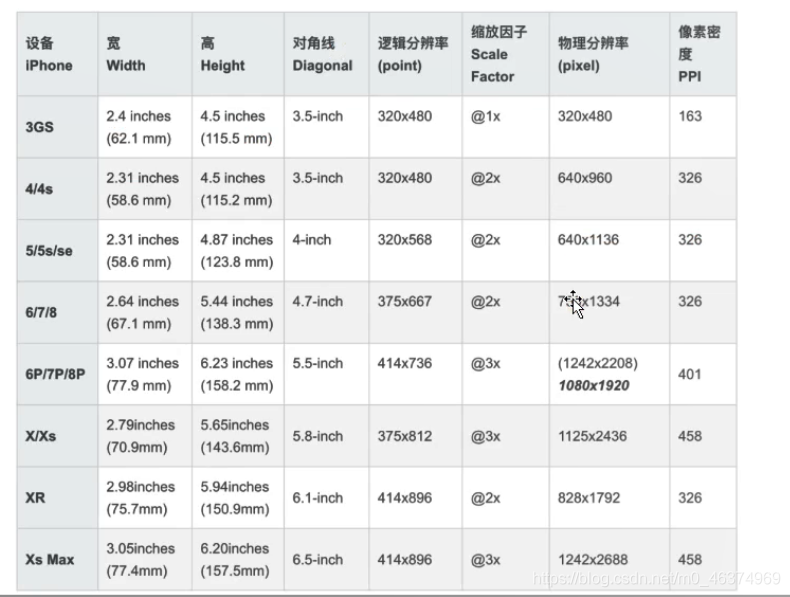 设备 宽 高 对角线 逻辑分辨率 缩放因子 物理分辨率 像素密度
iPhone Width Height Diagonal (point) Scale Factor (pixel) PPI
3GS 2.4 inches (62.1 mm) 4.5 inches (115.5 mm) 3.5-inch 320x480 @1x 320x480 163
4/4s 2.31 inches (58.6 mm) 4.5 inches (115.2 mm) 3.5-inch 320x480 @2x 640x960 326
5/5s/se 2.31 inches (58.6 mm) 4.87 inches (123.8 mm) 4-inch 320x568 @2x 640x1136 326
6/7/8 2.64 inches (67.1 mm) 5.44 inches (138.3 mm) 4.7-inch 375x667 @2x 326
6P/7P/8P 3.07 inches (77.9 mm) 6.23 inches (158.2 mm) 5.5-inch 414x736 @3x (1242x2208) 1080x1920 401
X/Xs 2.79inches (70.9mm) 5.65inches (143.6mm) 5.8-inch 375x812 @3x 1125x2436 458
XR 2.98inches (75.7mm) 5.94inches (150.9mm) 6.1-inch 414x896 @2x 828x1792 326
Xs Max 3.05inches (77.4mm) 6.20inches (157.5mm) 6.5-inch 414x896 @3x 1242x2688 458
https://blog.csdn.net/m0_46374969